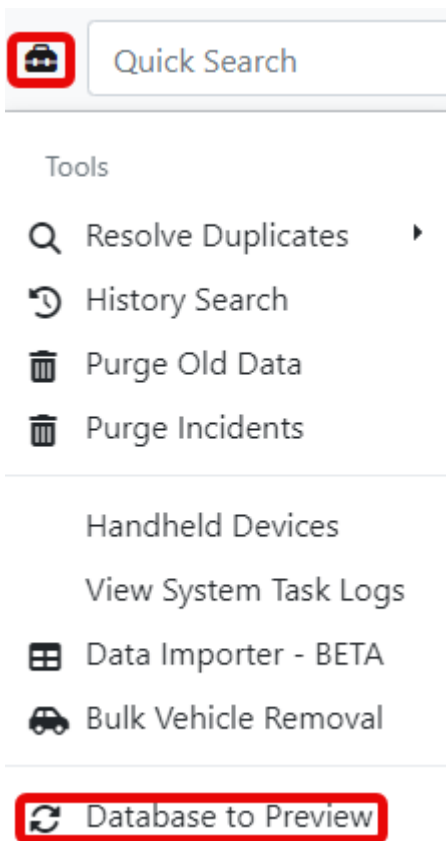 Quick Search
Tools
Resolve Duplicates
History Search
Purge Old Data
Purge Incidents
Handheld Devices
View System Task Logs
Data Importer - BETA
Bulk Vehicle Removal
Database to Preview